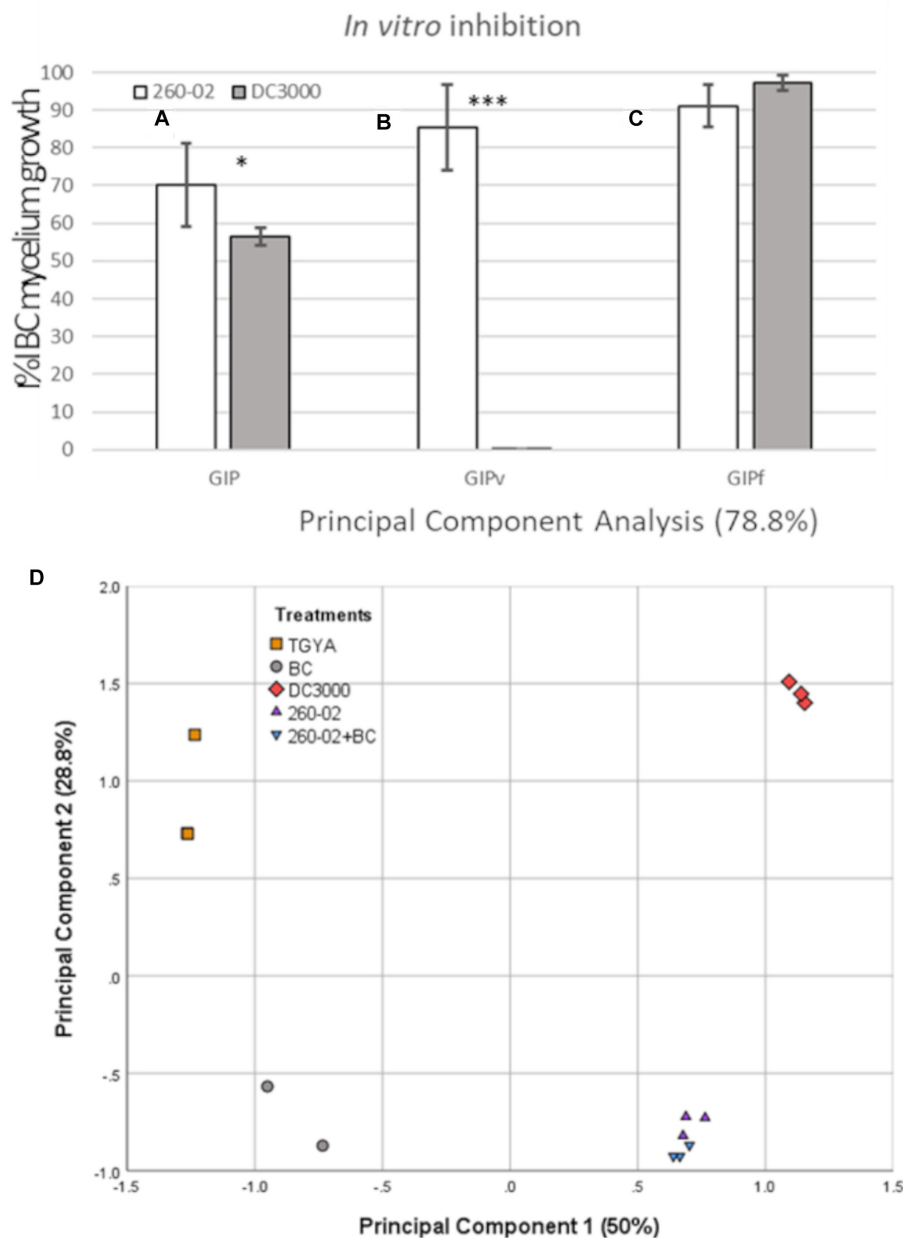 In vitro inhibition
I%I BC mycelium growth
100
90
80
70
60
50
40
30
20
10
0
260-02 DC3000
A
*
B
***
C
GIP GIPv GIPf
Principal Component Analysis (78.8%)
D
Principal Component 2 (28.8%)
2.0
1.5
1.0
.5
.0
-.5
-1.0
Treatments
TGYA
BC
DC3000
260-02
260-02+BC
-1.5 -1.0 -.5 .0 .5 1.0 1.5
Principal Component 1 (50%)